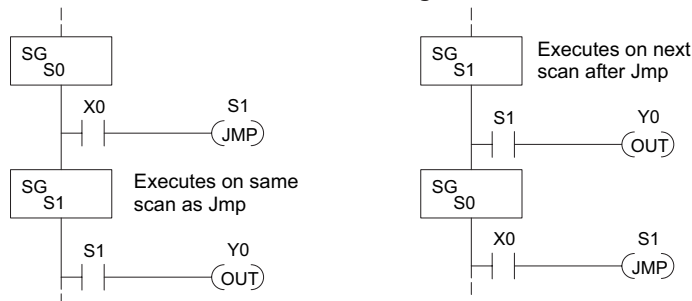 SG
S0
X0
S1
JMP
SG
S1
Executes on same
scan as Jmp
S1
Y0
OUT
SG
S1
Executes on next
scan after Jmp
S1
Y0
OUT
SG
S0
X0
S1
JMP